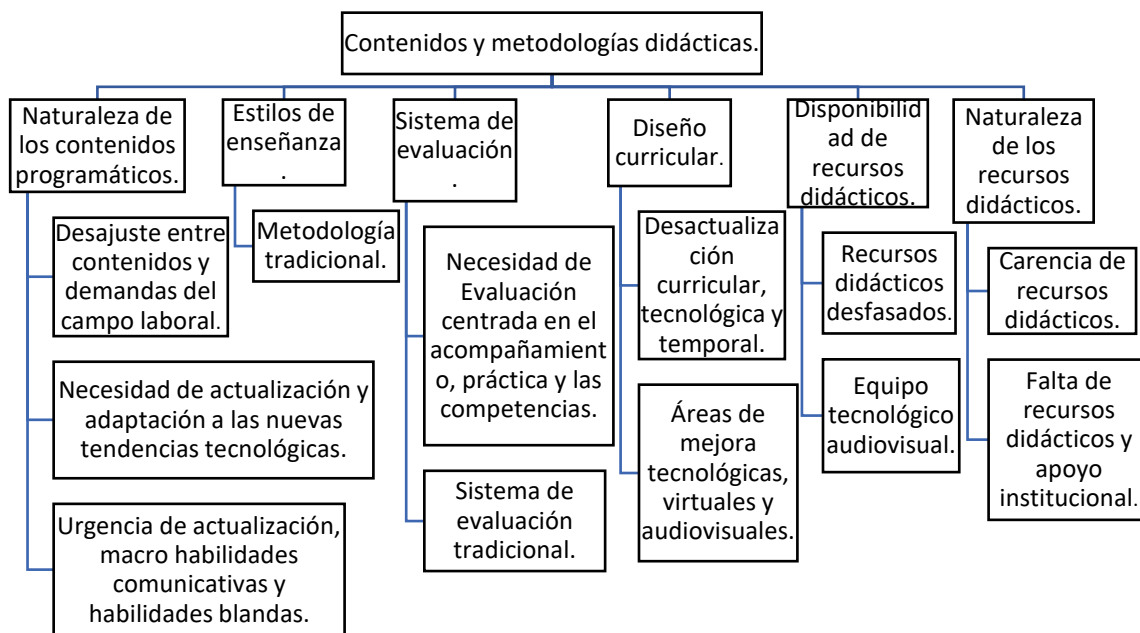 Contenidos y metodologías didácticas.
Naturaleza de
los contenidos
programáticos.
Desajuste entre
contenidos y
demandas del
campo laboral.
Necesidad de actualización y
adaptación a las nuevas
tendencias tecnológicas.
Urgencia de actualización,
macro habilidades
comunicativas y
habilidades blandas.
Estilos de
enseñanza
.
Metodología
tradicional.
Sistema de
evaluación
.
Necesidad de
Evaluación
centrada en el
acompañamient
o, práctica y las
competencias.
Sistema de
evaluación
tradicional.
Diseño
curricular.
Desactualiza
ción
curricular,
tecnológica y
temporal.
Áreas de
mejora
tecnológicas,
virtuales y
audiovisuales.
Disponibilid
ad de
recursos
didácticos.
Recursos
didácticos
desfasados.
Equipo
tecnológico
audiovisual.
Naturaleza
de los
recursos
didácticos.
Carencia de
recursos
didácticos.
Falta de
recursos
didácticos y
apoyo
institucional.